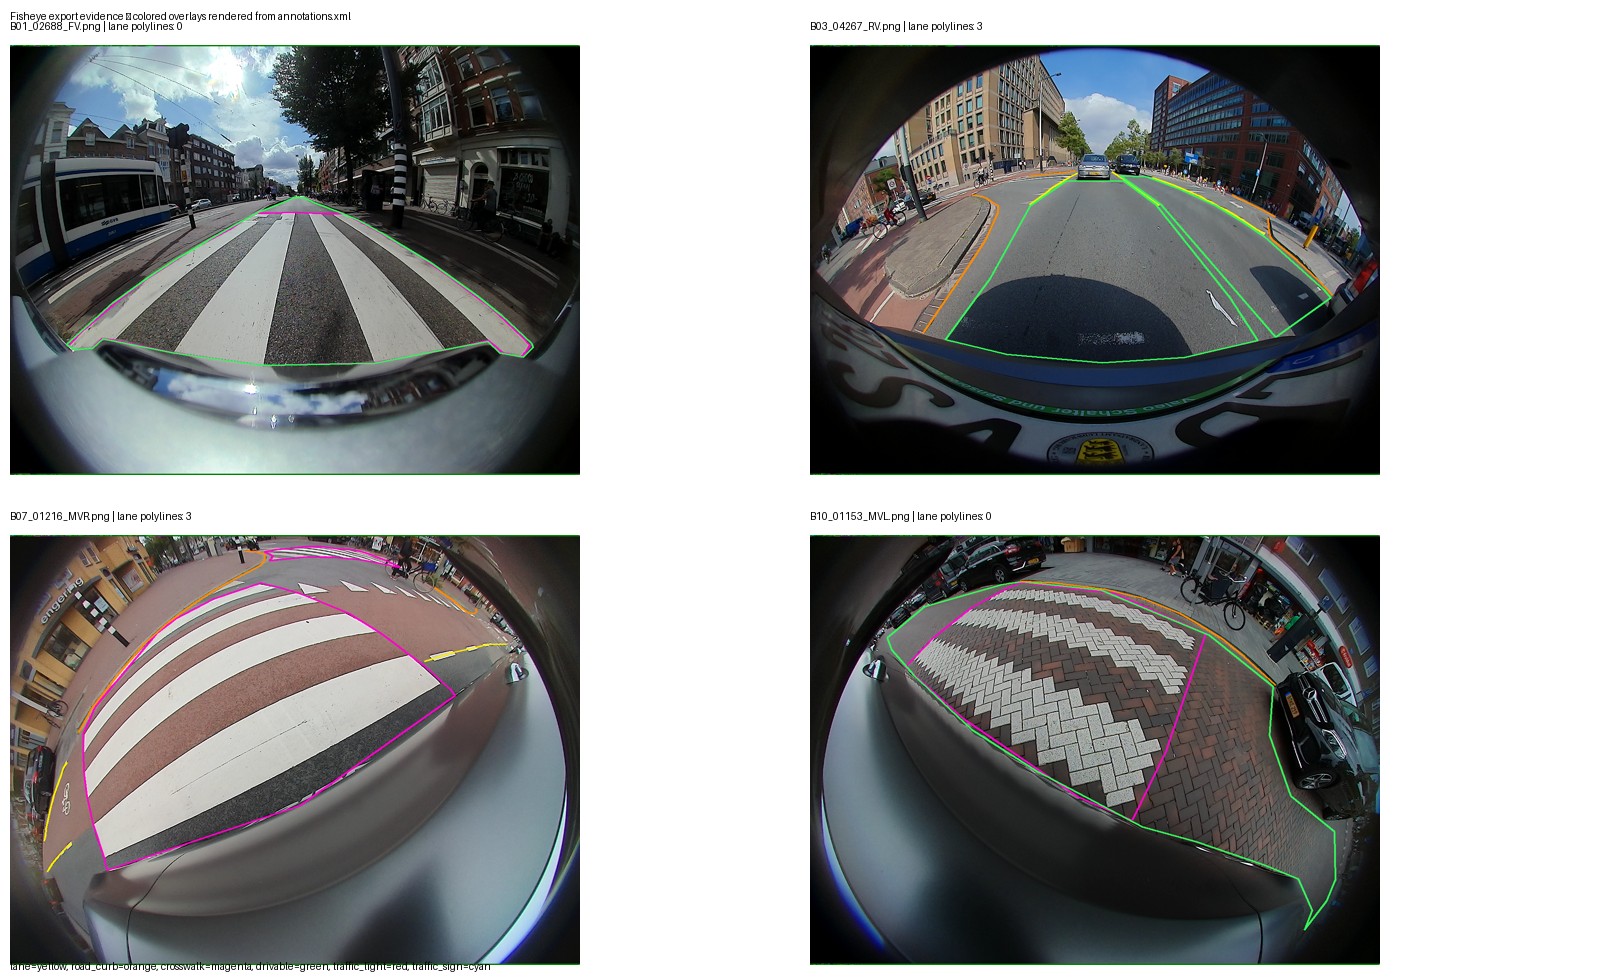 Fisheye export evidence □ colored overlays rendered from annotations.xml
B01_02688_FV.png | lane polylines: 0
B03_04267_RV.png | lane polylines: 3
B07_01216_MVR.png | lane polylines: 3
B10_01153_MVL.png | lane polylines: 0
lane=yellow, road_curb=orange, crosswalk=magenta, drivable=green, traffic_light=red, traffic_sign=cyan